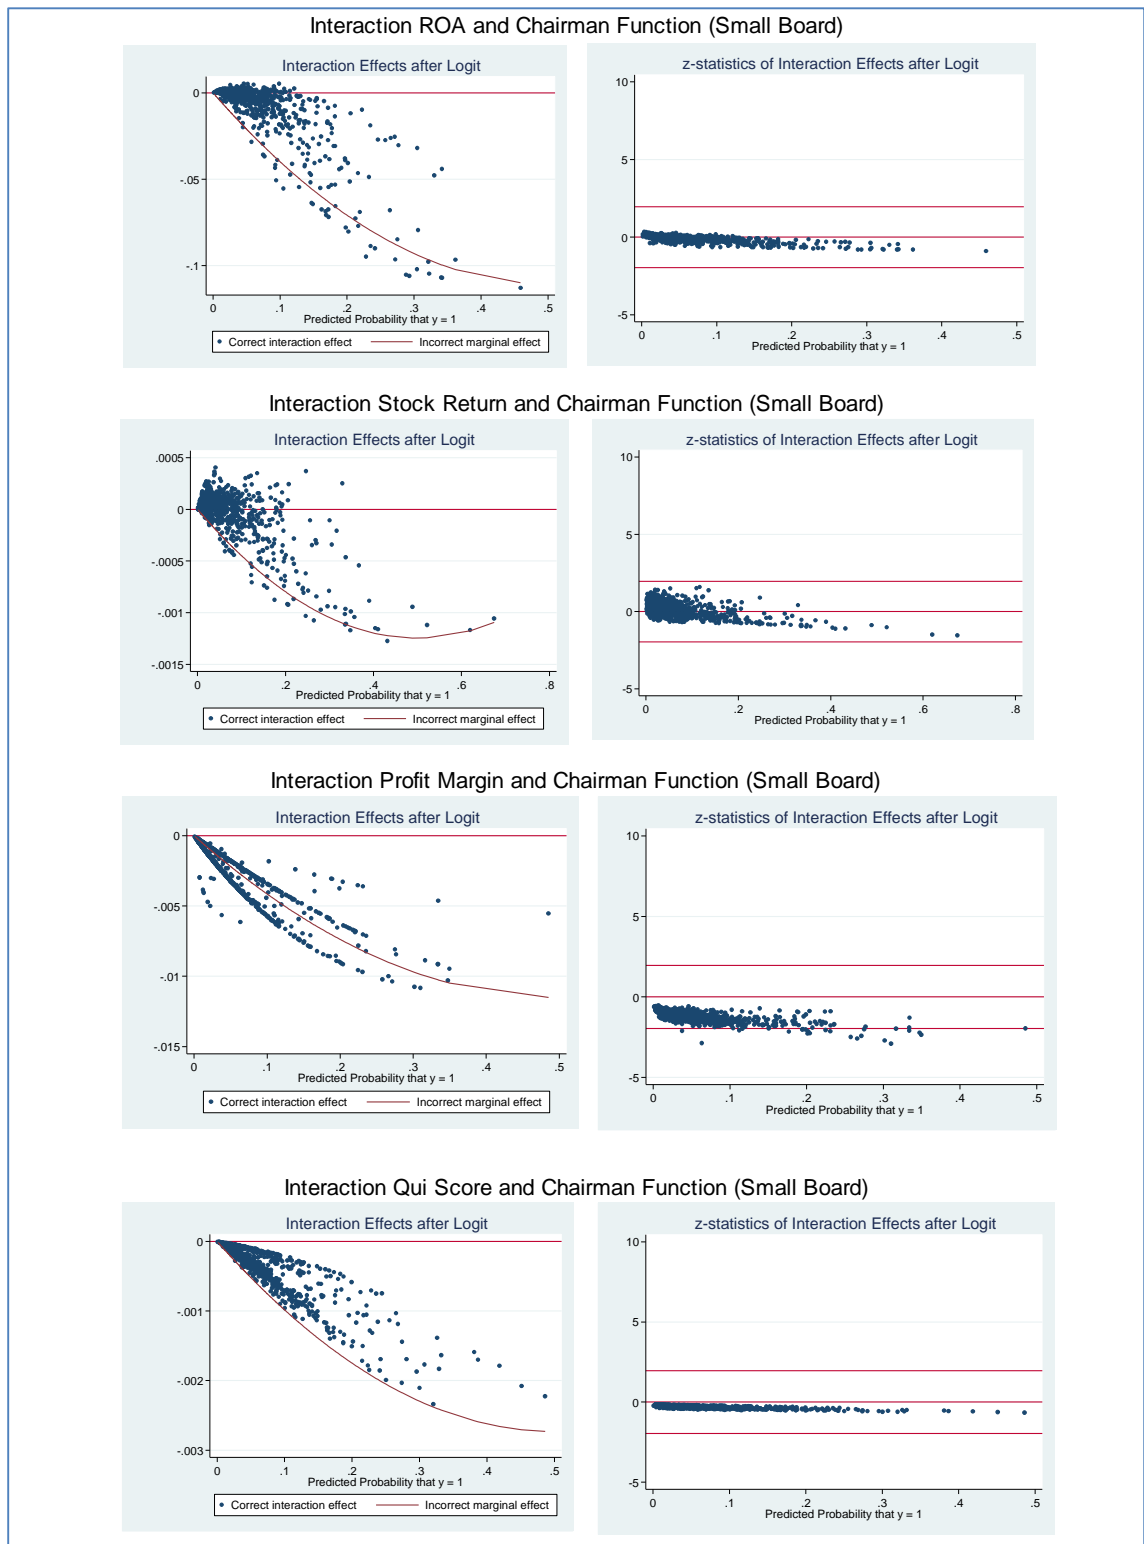 Interaction ROA and Chairman Function (Small Board)
Interaction Effects after Logit
0
-.05
-.1
0 .1 .2 .3 .4 .5
Predicted Probability that y = 1
Correct interaction effect Incorrect marginal effect
z-statistics of Interaction Effects after Logit
10
5
0
-5
0 .1 .2 .3 .4 .5
Predicted Probability that y = 1
Interaction Stock Return and Chairman Function (Small Board)
Interaction Effects after Logit
.0005
0
-.0005
-.001
-.0015
0 .2 .4 .6 .8
Predicted Probability that y = 1
Correct interaction effect Incorrect marginal effect
z-statistics of Interaction Effects after Logit
10
5
0
-5
0 .2 .4 .6 .8
Predicted Probability that y = 1
Interaction Profit Margin and Chairman Function (Small Board)
Interaction Effects after Logit
0
-.005
-.01
-.015
0 .1 .2 .3 .4 .5
Predicted Probability that y = 1
Correct interaction effect Incorrect marginal effect
z-statistics of Interaction Effects after Logit
10
5
0
-5
0 .1 .2 .3 .4 .5
Predicted Probability that y = 1
Interaction Qui Score and Chairman Function (Small Board)
Interaction Effects after Logit
0
-.001
-.002
-.003
0 .1 .2 .3 .4 .5
Predicted Probability that y = 1
Correct interaction effect Incorrect marginal effect
z-statistics of Interaction Effects after Logit
10
5
0
-5
0 .1 .2 .3 .4 .5
Predicted Probability that y = 1